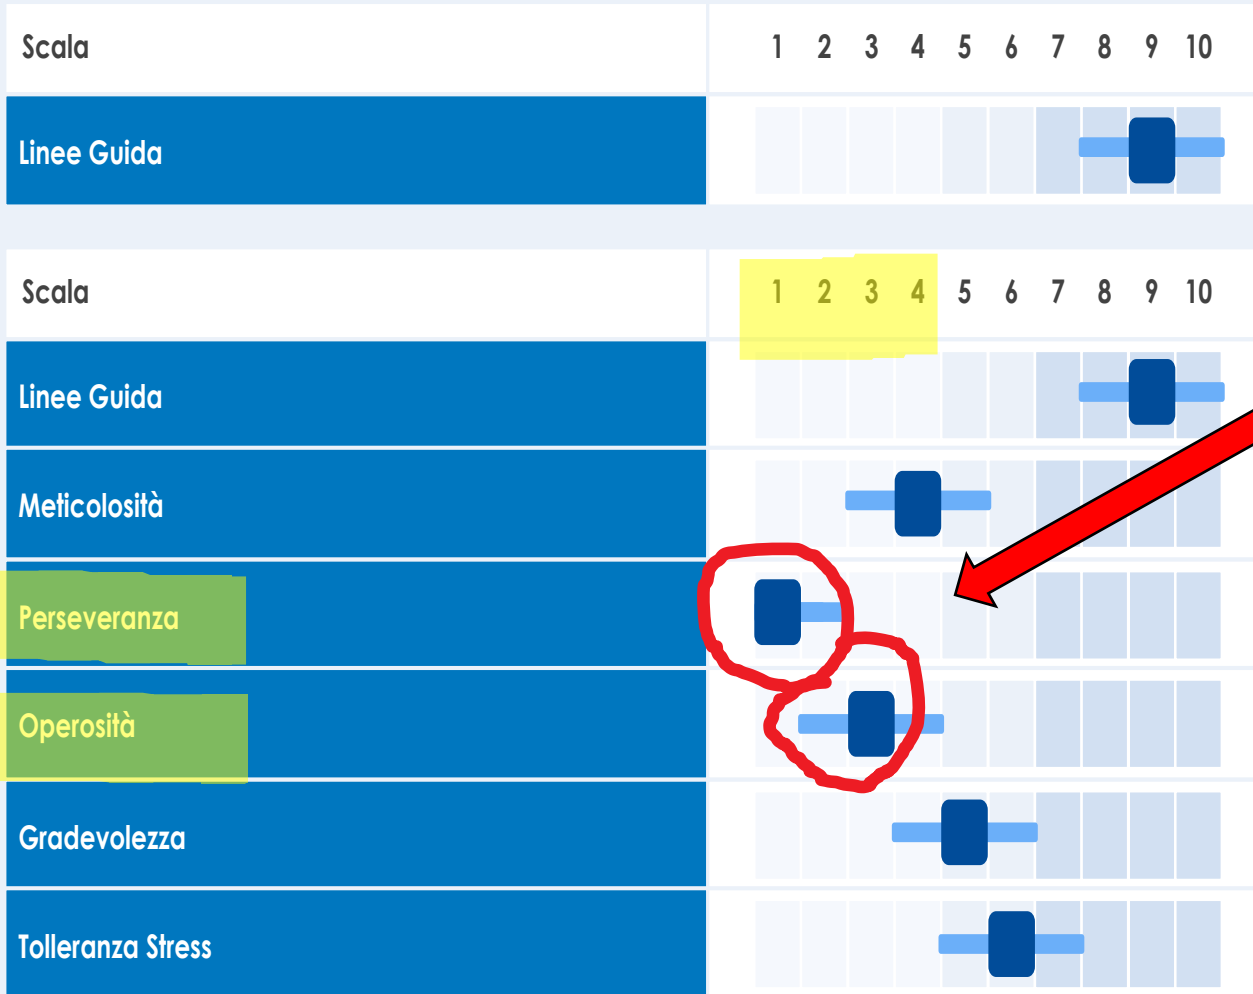 Scala 1 2 3 4 5 6 7 8 9 10
Linee Guida
Scala 1 2 3 4 5 6 7 8 9 10
Linee Guida
Meticolosità
Perseveranza
Operosità
Gradevolezza
Tolleranza Stress